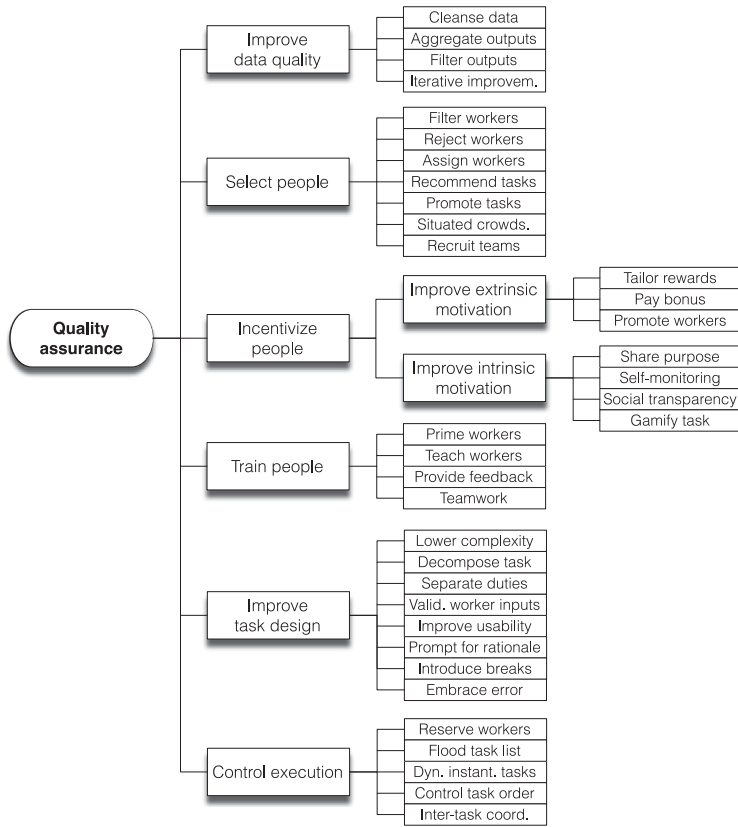 Quality
assurance
Improve
data quality
Cleanse data
Aggregate outputs
Filter outputs
Iterative improvem.
Select people
Filter workers
Reject workers
Assign workers
Recommend tasks
Promote tasks
Situated crowds.
Recruit teams
Incentivize
people
Improve extrinsic
motivation
Tailor rewards
Pay bonus
Promote workers
Improve intrinsic
motivation
Share purpose
Self-monitoring
Social transparency
Gamify task
Train people
Prime workers
Teach workers
Provide feedback
Teamwork
Improve
task design
Lower complexity
Decompose task
Separate duties
Valid. worker inputs
Improve usability
Prompt for rationale
Introduce breaks
Embrace error
Control execution
Reserve workers
Flood task list
Dyn. instant. tasks
Control task order
Inter-task coord.